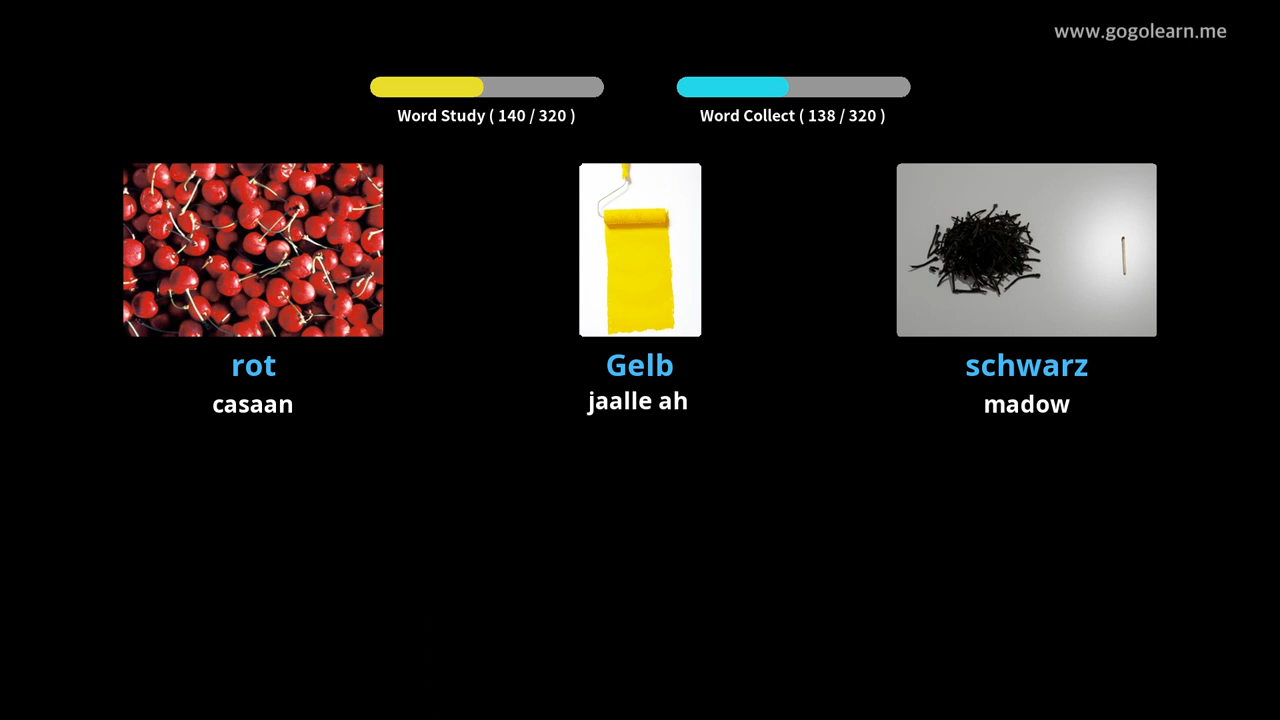 www.gogolearn.me
Word Study ( 140 / 320 )
Word Collect ( 138 / 320 )
rot
casaan
Gelb
jaalle ah
schwarz
madow